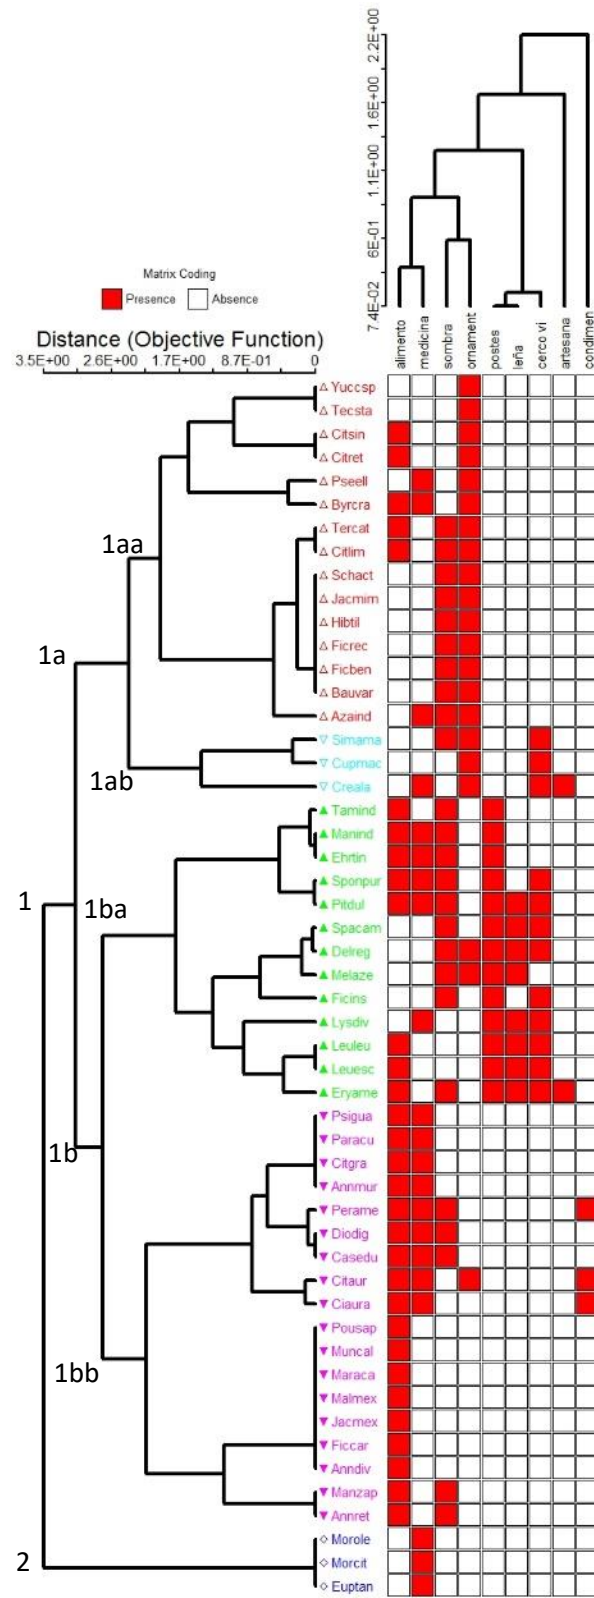 2.2E+00
1.6E+00
1.1E+00
6E-01
7.4E-02
Matrix Coding
Presence Absence
Distance (Objective Function)
3.5E+00 2.6E+00 1.7E+00 8.7E-01 0
alimento medicina sombra ornament postes leña cerco vi artesana condimen
Yuccsp
Tecsta
Citsin
Citret
Pseell
Byrcra
Tercat
1aa
Citlim
Schact
Jacmim
Hibtil
Ficrec
1a
Ficben
Bauvar
Azaind
Simama
Cupmac
1ab
Creala
Tamind
Manind
Ehrtin
Sponpur
Pitdul
1 1ba
Spacam
Delreg
Melaze
Ficins
Lysdiv
Leuleu
Leuesc
Eryame
Psigua
Paracu
1b
Citgra
Annmur
Perame
Diodig
Casedu
Citaur
Ciaura
Pousap
Muncal
1bb
Maraca
Malmex
Jacmex
Ficcar
Anndiv
Manzap
Annret
Morole
2
Morcit
Euptan